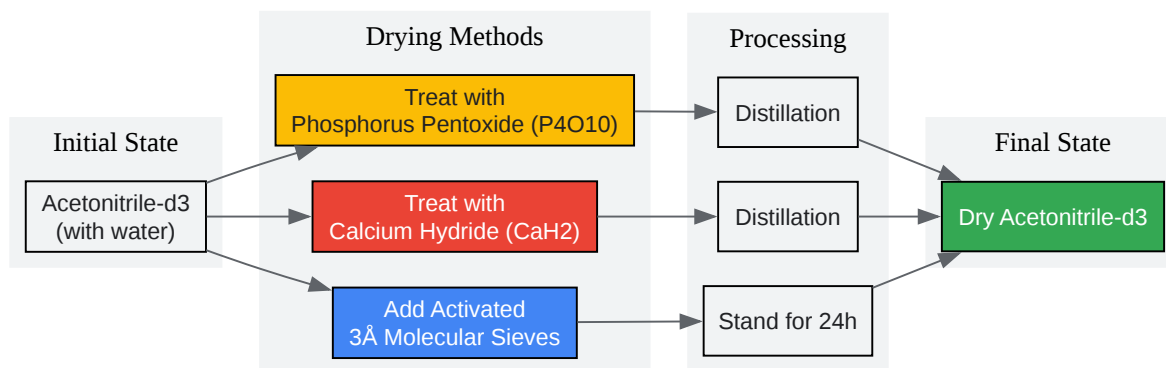 Drying Methods
Processing
Initial State
Final State
Treat with
Phosphorus Pentoxide (P4O10)
Distillation
Acetonitrile-d3
(with water)
Treat with
Calcium Hydride (CaH2)
Distillation
Dry Acetonitrile-d3
Add Activated
3Å Molecular Sieves
Stand for 24h